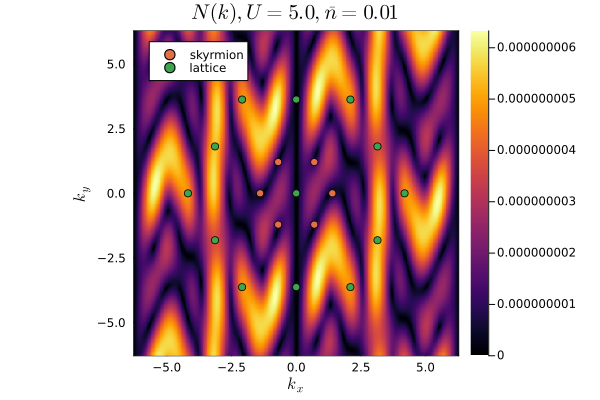 N(k), U = 5.0, n̄ = 0.01
skyrmion
lattice
5.0
2.5
0.0
−2.5
−5.0
k_y
−5.0 −2.5 0.0 2.5 5.0
k_x
0.000000006
0.000000005
0.000000004
0.000000003
0.000000002
0.000000001
0